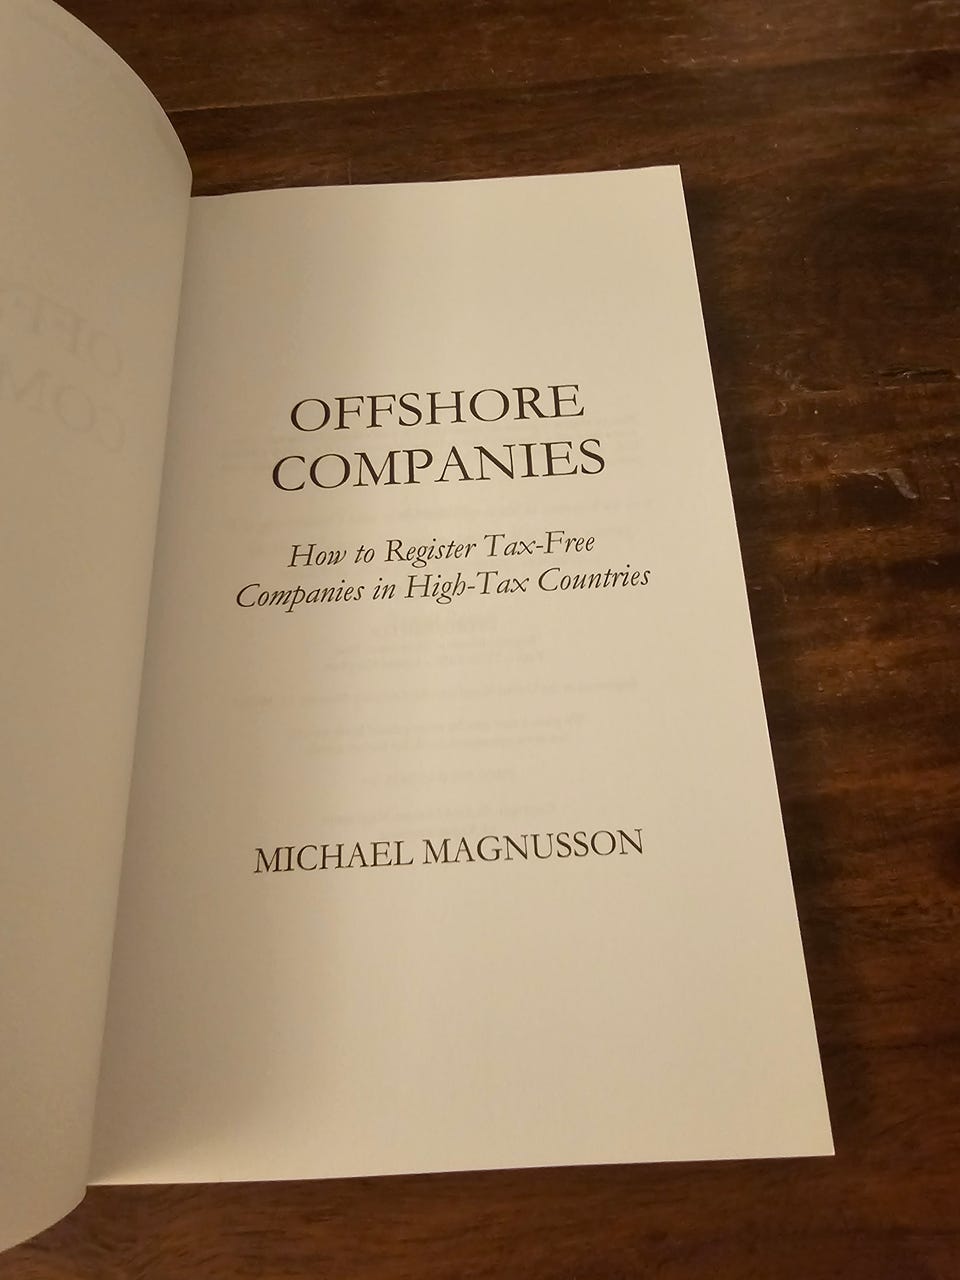 OFFSHORE
COMPANIES
How to Register Tax-Free
Companies in High-Tax Countries
MICHAEL MAGNUSSON